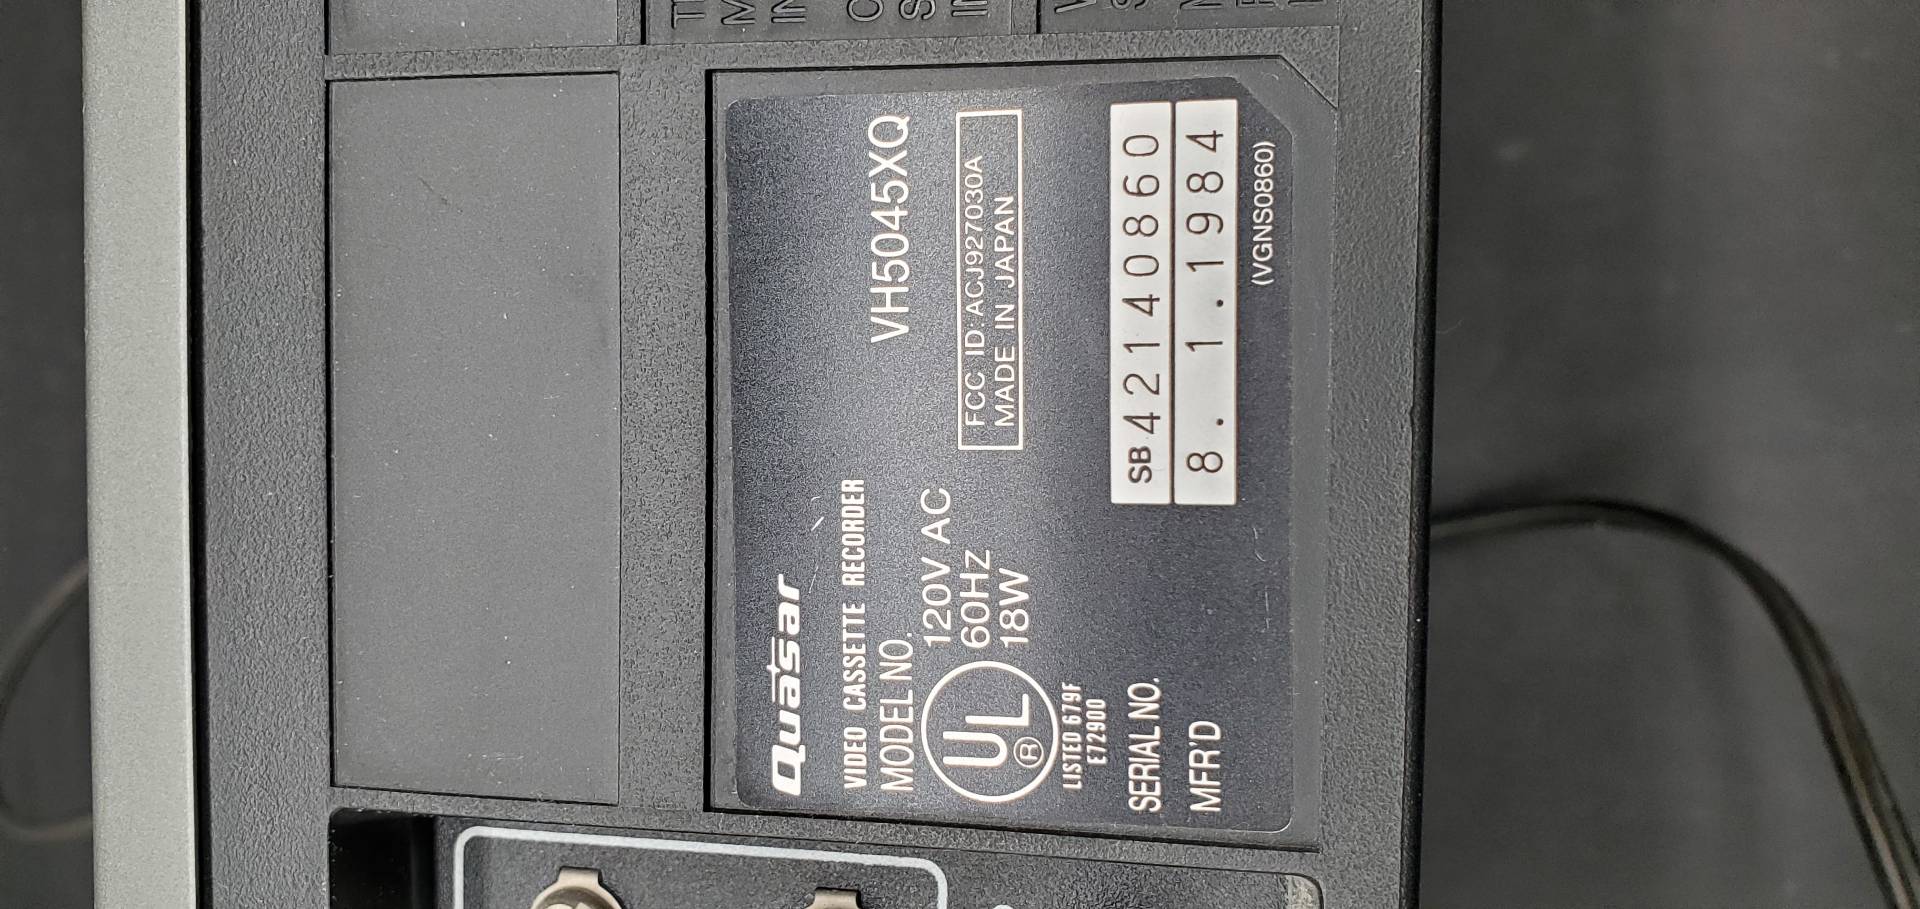 Quasar
VIDEO CASSETTE RECORDER
MODEL NO. VH5045XQ
120V AC
60HZ
18W
UL ®
LISTED 679F
E72900
FCC ID: ACJ927030A
MADE IN JAPAN
SERIAL NO. SB 42140860
MFR'D 8. 1.1984
(VGNS0860)